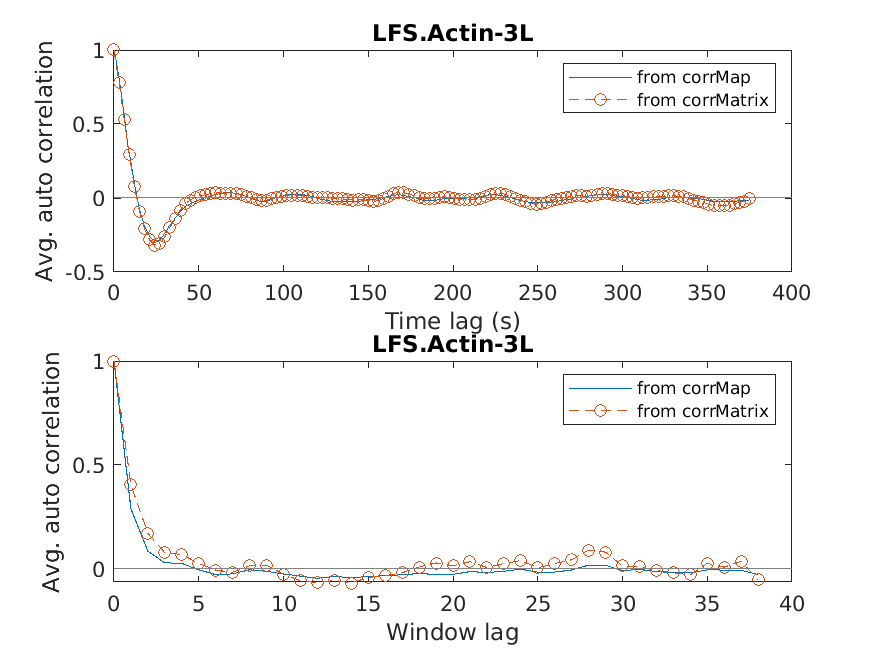 LFS.Actin-3L
Avg. auto correlation
1
0.5
0
-0.5
from corrMap
from corrMatrix
0 50 100 150 200 250 300 350 400
Time lag (s)
LFS.Actin-3L
Avg. auto correlation
1
0.5
0
from corrMap
from corrMatrix
0 5 10 15 20 25 30 35 40
Window lag